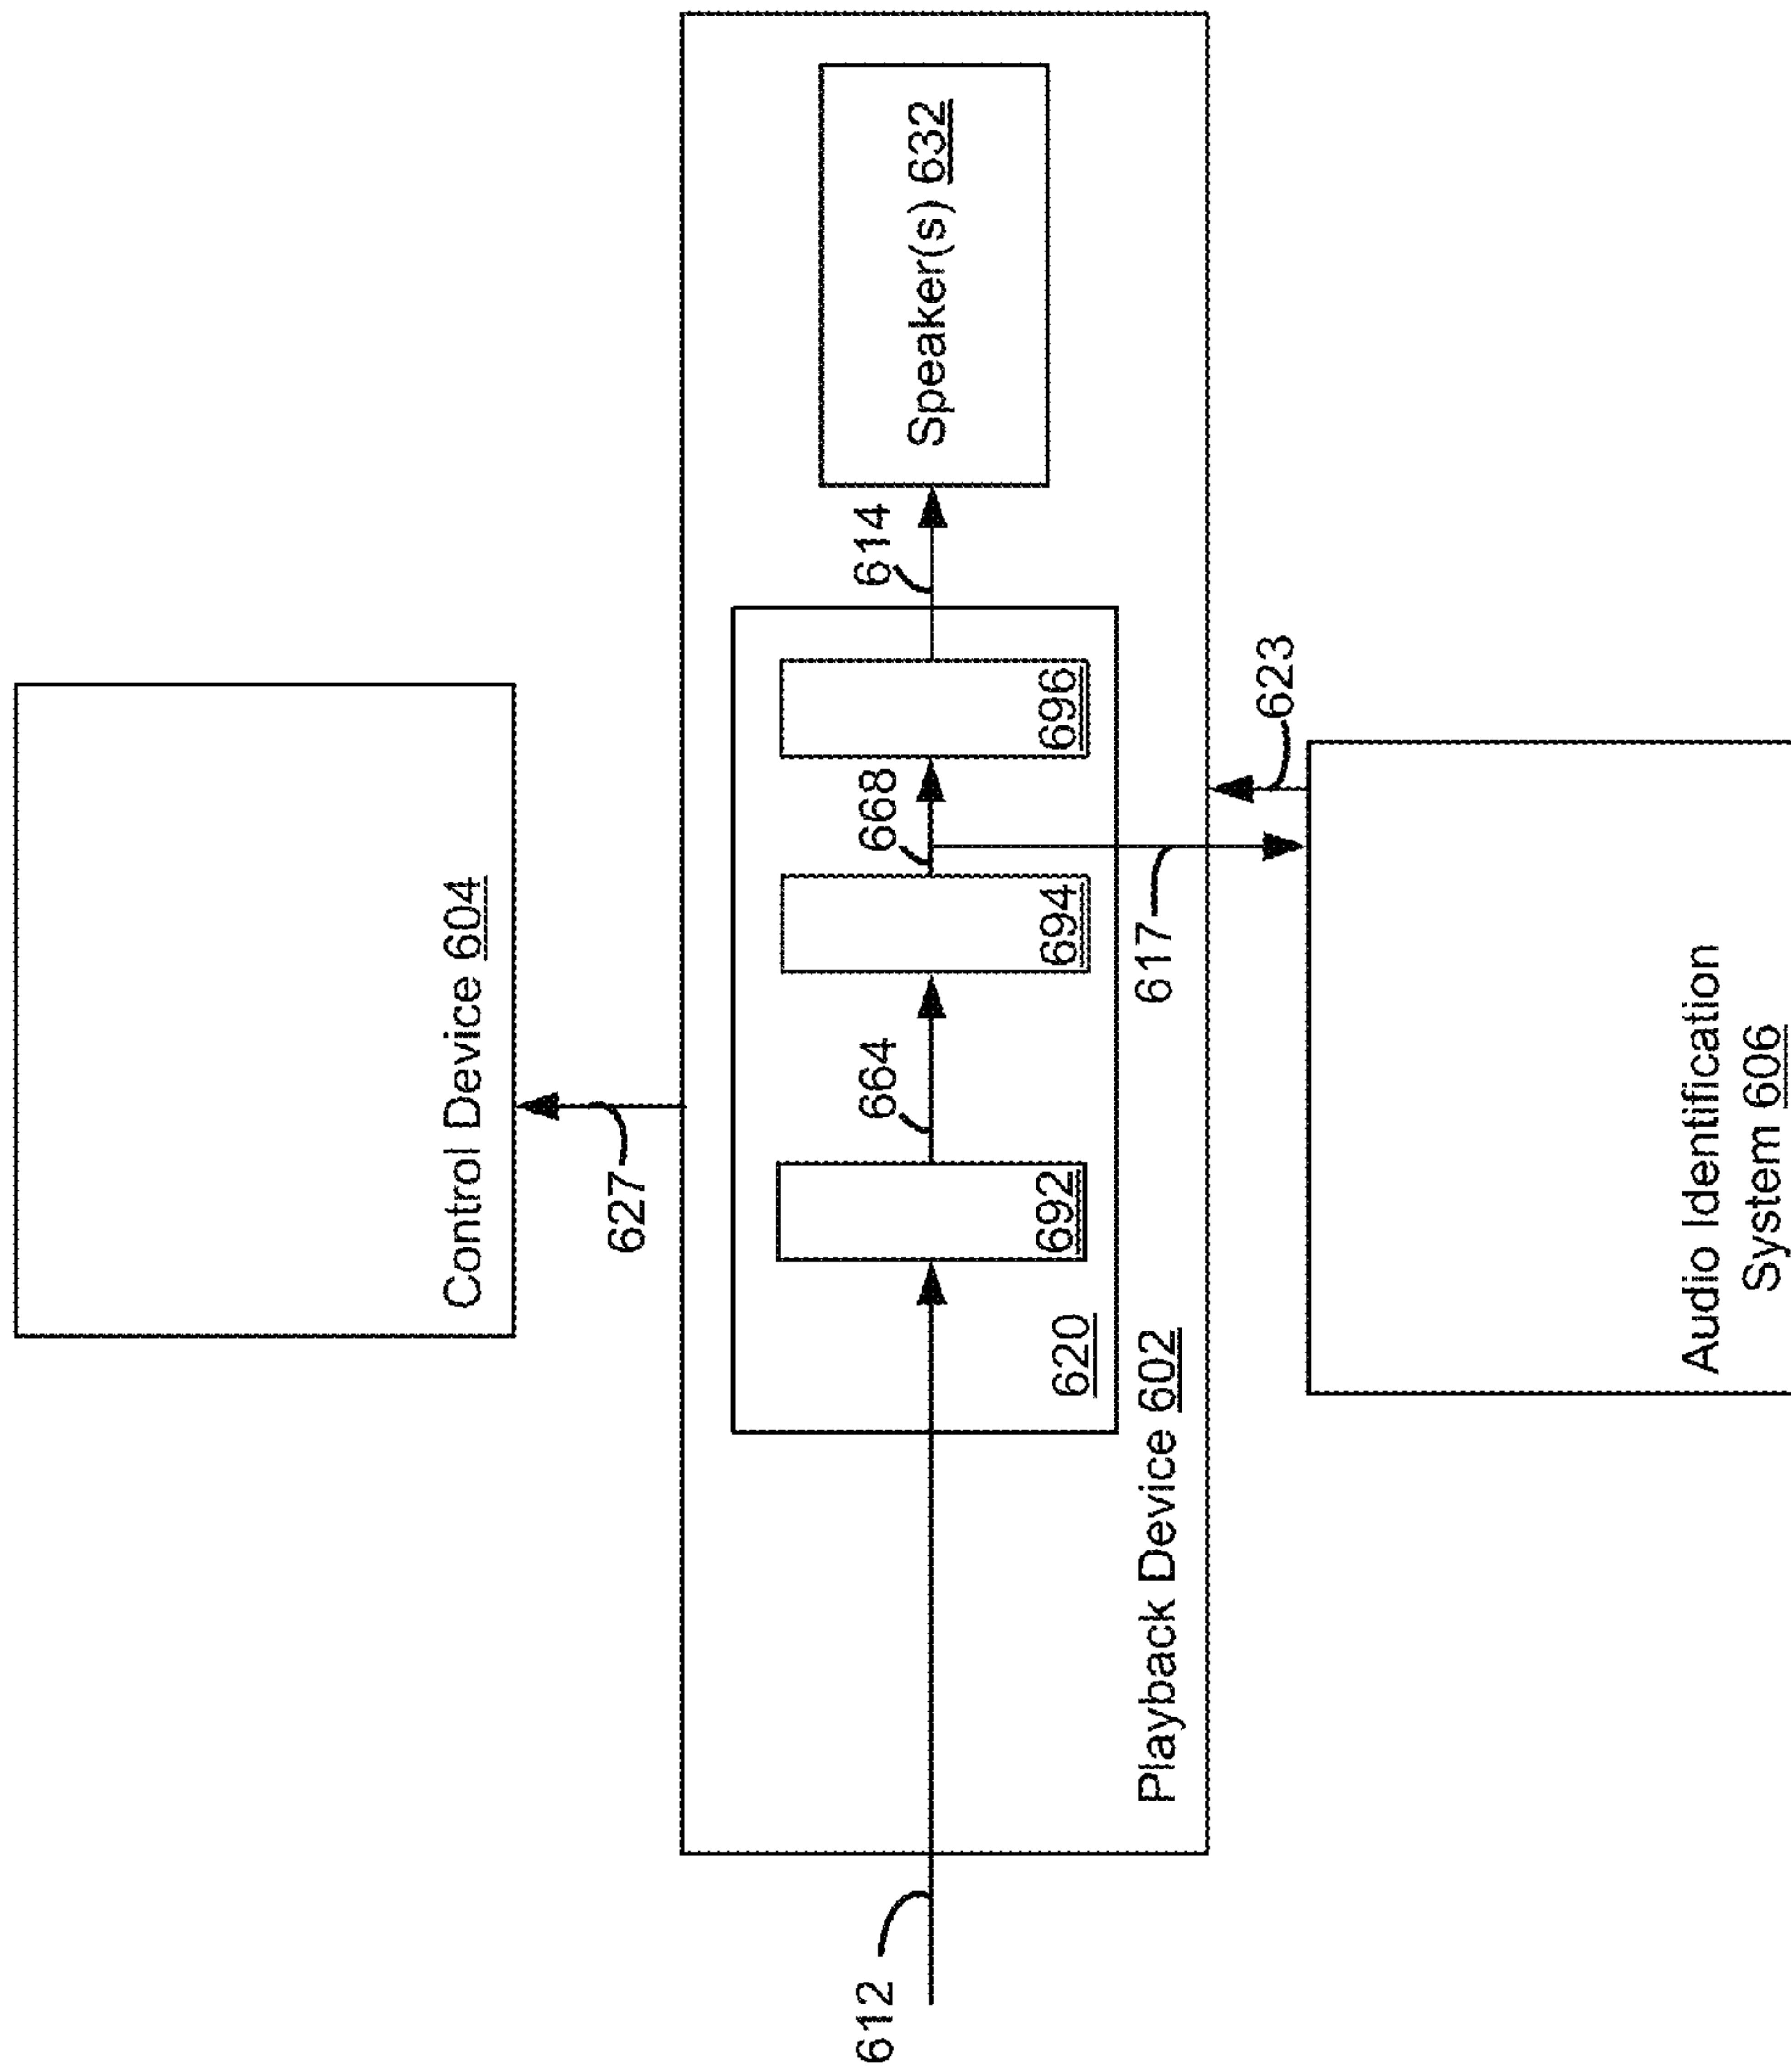 Control Device 604
627
612
Playback Device 602
620
692
664
694
668
696
614
Speaker(s) 632
617
623
Audio Identification
System 606